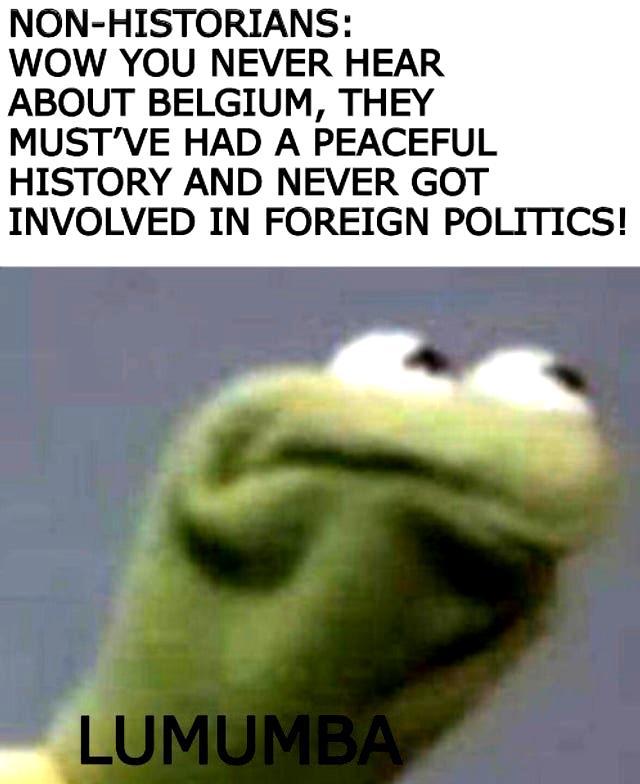 NON-HISTORIANS:
WOW YOU NEVER HEAR
ABOUT BELGIUM, THEY
MUST’VE HAD A PEACEFUL
HISTORY AND NEVER GOT
INVOLVED IN FOREIGN POLITICS!
LUMUMBA